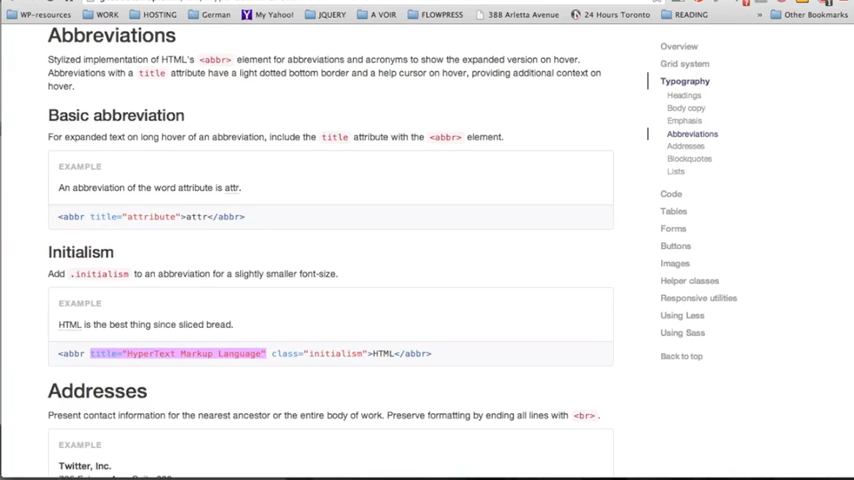 WP-resources WORK HOSTING German My Yahoo! JQUERY A VOIR FLOWPRESS 388 Arletta Avenue 24 Hours Toronto READING » Other Bookmarks
Abbreviations
Stylized implementation of HTML's <abbr> element for abbreviations and acronyms to show the expanded version on hover.
Abbreviations with a title attribute have a light dotted bottom border and a help cursor on hover, providing additional context on
hover.
Basic abbreviation
For expanded text on long hover of an abbreviation, include the title attribute with the <abbr> element.
EXAMPLE
An abbreviation of the word attribute is attr.
<abbr title="attribute">attr</abbr>
Initialism
Add .initialism to an abbreviation for a slightly smaller font-size.
EXAMPLE
HTML is the best thing since sliced bread.
<abbr title="HyperText Markup Language" class="initialism">HTML</abbr>
Addresses
Present contact information for the nearest ancestor or the entire body of work. Preserve formatting by ending all lines with <br>.
EXAMPLE
Twitter, Inc.
Overview
Grid system
Typography
Headings
Body copy
Emphasis
Abbreviations
Addresses
Blockquotes
Lists
Code
Tables
Forms
Buttons
Images
Helper classes
Responsive utilities
Using Less
Using Sass
Back to top